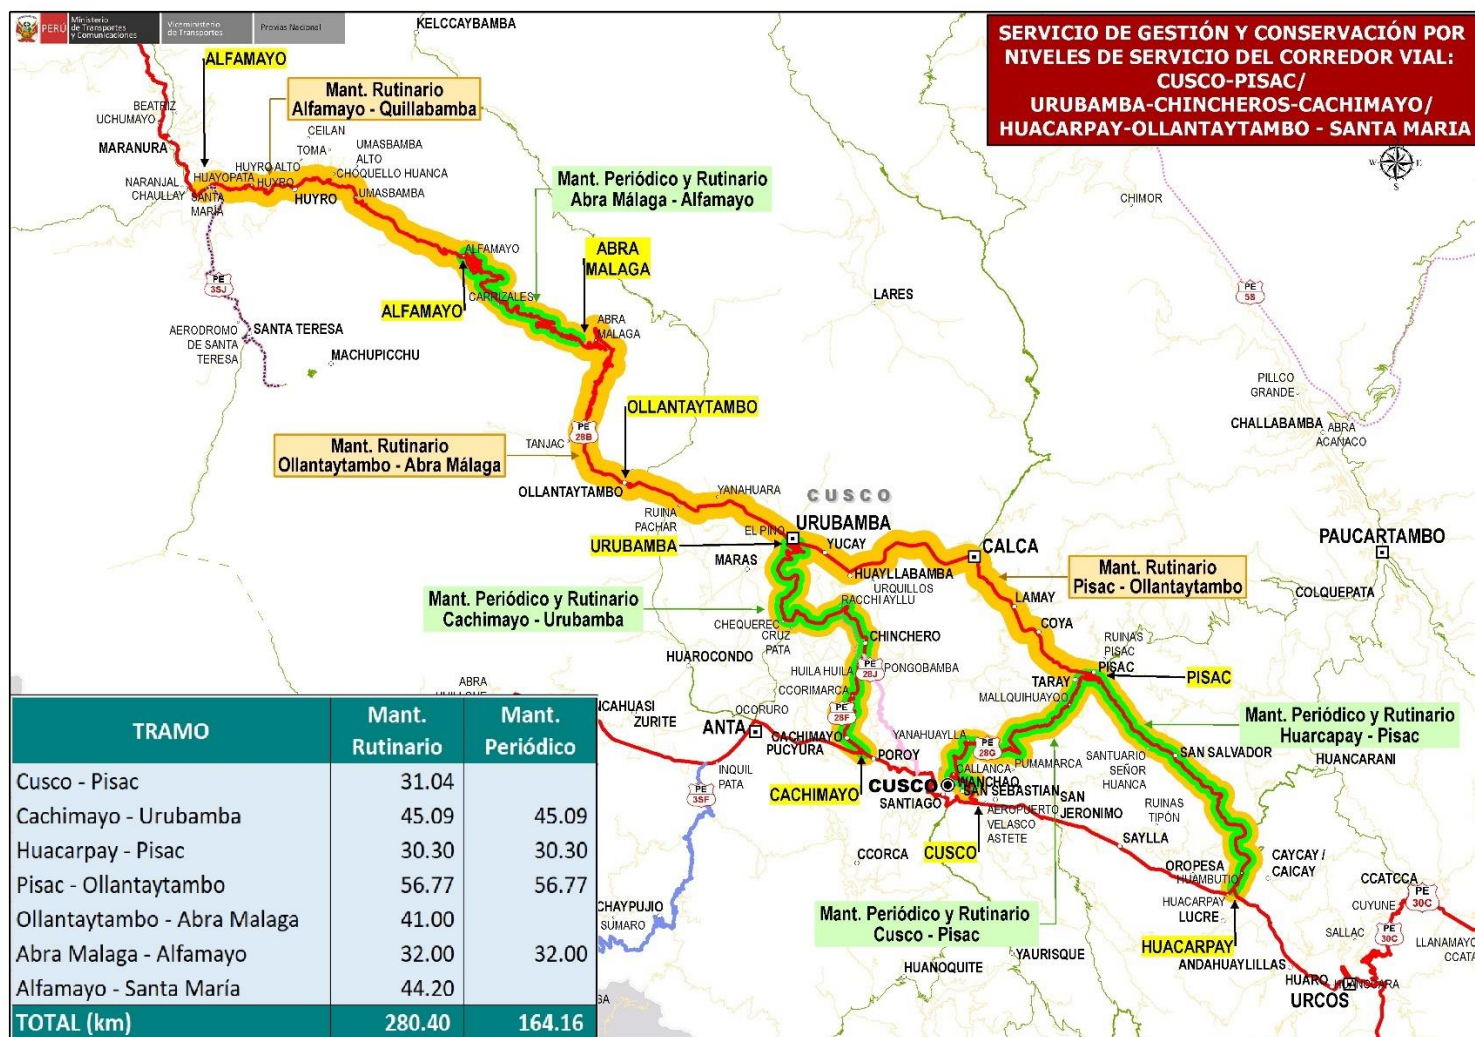 PERÚ
Ministerio
de Transportes
y Comunicaciones
Viceministerio
de Transportes
Provias Nacional
SERVICIO DE GESTIÓN Y CONSERVACIÓN POR
NIVELES DE SERVICIO DEL CORREDOR VIAL:
CUSCO-PISAC/
URUBAMBA-CHINCHEROS-CACHIMAYO/
HUACARPAY-OLLANTAYTAMBO - SANTA MARIA
KELCCAYBAMBA
ALFAMAYO
Mant. Rutinario
Alfamayo - Quillabamba
BEATRIZ
UCHUMAYO
MARANURA
CEILAN
TOMA
HUYRO ALTO
UMASBAMBA
ALTO
CHOQUELLO HUANCA
HUAYOPATA
HUYRO
NARANJAL
CHAULLAY
SANTA
MARÍA
HUYRO
UMASBAMBA
Mant. Periódico y Rutinario
Abra Málaga - Alfamayo
W
E
S
CHIMOR
ALFAMAYO
ABRA
MALAGA
PE
3SJ
CARRIZALES
ALFAMAYO
LARES
PE
5S
ABRA
MALAGA
AERODROMO
DE SANTA
TERESA
SANTA TERESA
MACHUPICCHU
PILLCO
GRANDE
OLLANTAYTAMBO
CHALLABAMBA
ABRA
ACANACO
PE
28B
TANJAC
Mant. Rutinario
Ollantaytambo - Abra Málaga
OLLANTAYTAMBO
YANAHUARA
CUSCO
RUINA
PACHAR
EL PINO
URUBAMBA
URUBAMBA
YUCAY
CALCA
PAUCARTAMBO
MARAS
HUAYLLABAMBA
URQUILLOS
Mant. Rutinario
Pisac - Ollantaytambo
Mant. Periódico y Rutinario
Cachimayo - Urubamba
RACCHI AYLLU
LAMAY
COLQUEPATA
CHEQUEREC
CRUZ
PATA
CHINCHERO
COYA
RUINAS
PISAC
HUAROCONDO
HUILA HUILA
PE
28J
PONGOBAMBA
PISAC
TARAY
PISAC
CCORIMARCA
MALLQUIHUAYQO
ABRA
OCORURO
PE
28F
Mant. Periódico y Rutinario
Huarcapay - Pisac
NCAHUASI
ZURITE
ANTA
CACHIMAYO
PUCYURA
YANAHUAYLLA
PE
28G
POROY
PUMAMARCA
SANTUARIO
SEÑOR
HUANCA
SAN SALVADOR
HUANCARANI
INQUIL
PATA
CALLANCA
WANCHAQ
CUSCO
PE
3SF
CACHIMAYO
SAN SEBASTIAN
SANTIAGO
SAN
JERONIMO
AEROPUERTO
VELASCO
ASTETE
RUINAS
TIPÓN
SAYLLA
CCORCA
CUSCO
OROPESA
HUAMBUTIO
CAYCAY /
CAICAY
CCATCCA
CUYUNE
PE
30C
HUACARPAY
LUCRE
CHAYPUJIO
SUMARO
Mant. Periódico y Rutinario
Cusco - Pisac
HUACARPAY
SALLAC
PE
30C
LLANAMAYO
CCATA
YAURISQUE
ANDAHUAYLILLAS
HUANOQUITE
HUARO
URCOS
TRAMO
Mant.
Rutinario
Mant.
Periódico
Cusco - Pisac 31.04
Cachimayo - Urubamba 45.09 45.09
Huacarpay - Pisac 30.30 30.30
Pisac - Ollantaytambo 56.77 56.77
Ollantaytambo - Abra Malaga 41.00
Abra Malaga - Alfamayo 32.00 32.00
Alfamayo - Santa María 44.20
TOTAL (km) 280.40 164.16